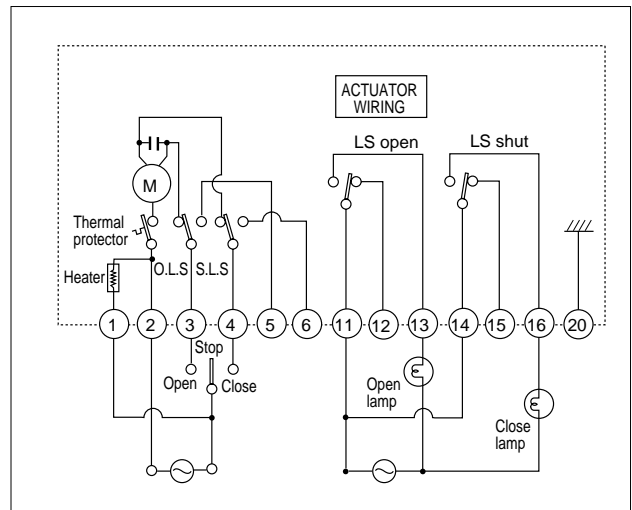 ACTUATOR
WIRING
LS open
LS shut
M
Thermal
protector
O.L.S
S.L.S
Heater
1
2
3
4
5
6
11
12
13
14
15
16
20
Stop
Open
Close
Open
lamp
Close
lamp